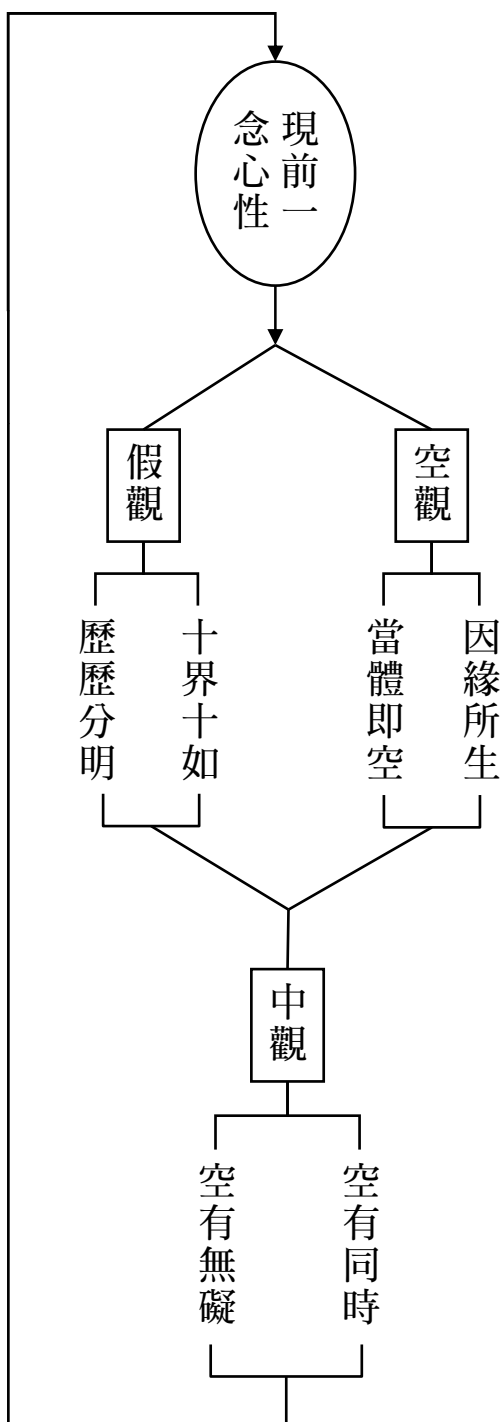 現前一
念心性
空觀
因緣所生
當體即空
假觀
十界十如
歷歷分明
中觀
空有同時
空有無礙